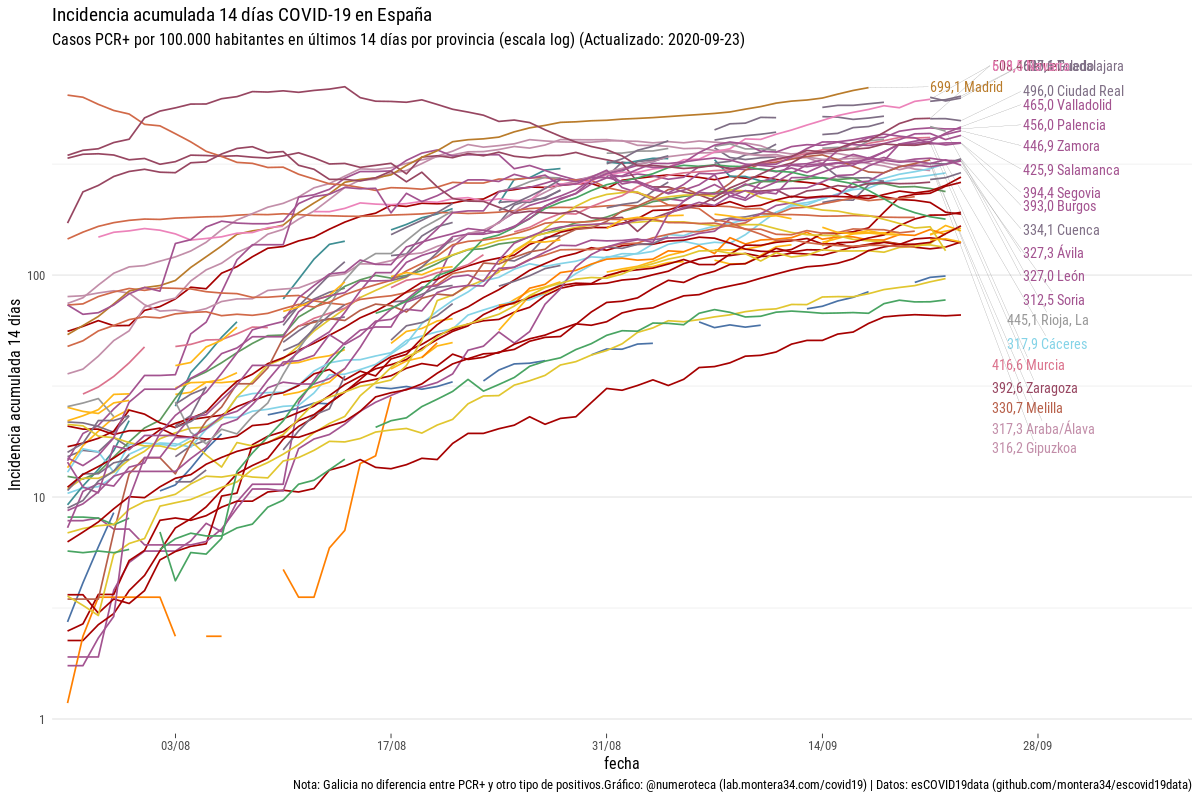 Incidencia acumulada 14 días COVID-19 en España
Casos PCR+ por 100.000 habitantes en últimos 14 días por provincia (escala log) (Actualizado: 2020-09-23)
699,1 Madrid
496,0 Ciudad Real
465,0 Valladolid
456,0 Palencia
446,9 Zamora
425,9 Salamanca
394,4 Segovia
393,0 Burgos
334,1 Cuenca
327,3 Ávila
327,0 León
312,5 Soria
445,1 Rioja, La
317,9 Cáceres
416,6 Murcia
392,6 Zaragoza
330,7 Melilla
317,3 Araba/Álava
316,2 Gipuzkoa
Incidencia acumulada 14 días
100
10
1
03/08
17/08
31/08
14/09
28/09
fecha
Nota: Galicia no diferencia entre PCR+ y otro tipo de positivos.Gráfico: @numeroteca (lab.montera34.com/covid19) | Datos: esCOVID19data (github.com/montera34/escovid19data)